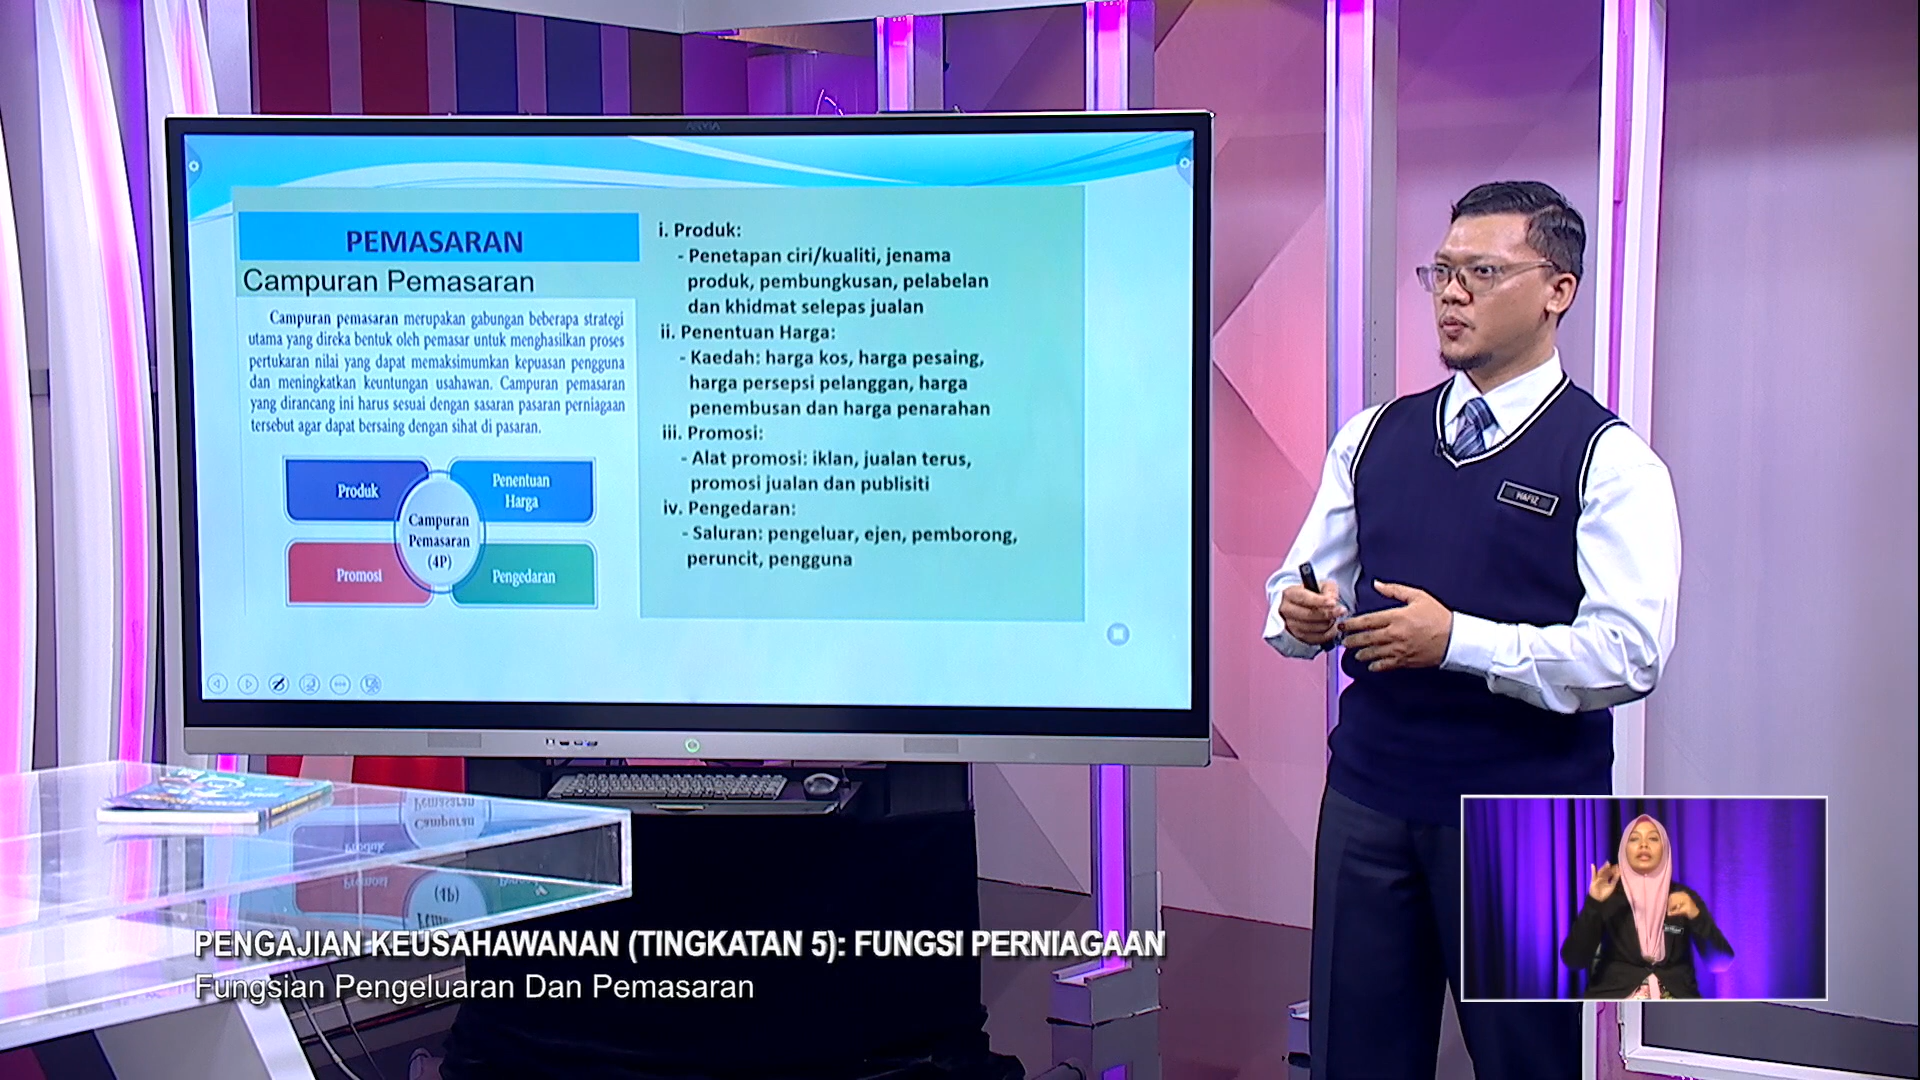 PEMASARAN
Campuran Pemasaran
Campuran pemasaran merupakan gabungan beberapa strategi
utama yang direka bentuk oleh pemasar untuk menghasilkan proses
pertukaran nilai yang dapat memaksimumkan kepuasan pengguna
dan meningkatkan keuntungan usahawan. Campuran pemasaran
yang dirancang ini harus sesuai dengan sasaran pasaran perniagaan
tersebut agar dapat bersaing dengan sihat di pasaran.
Produk
Penentuan
Harga
Campuran
Pemasaran
(4P)
Promosi
Pengedaran
i. Produk:
- Penetapan ciri/kualiti, jenama
produk, pembungkusan, pelabelan
dan khidmat selepas jualan
ii. Penentuan Harga:
- Kaedah: harga kos, harga pesaing,
harga persepsi pelanggan, harga
penembusan dan harga penarahan
iii. Promosi:
- Alat promosi: iklan, jualan terus,
promosi jualan dan publisiti
iv. Pengedaran:
- Saluran: pengeluar, ejen, pemborong,
peruncit, pengguna
HAFIZ
PENGAJIAN KEUSAHAWANAN (TINGKATAN 5): FUNGSI PERNIAGAAN
Fungsian Pengeluaran Dan Pemasaran